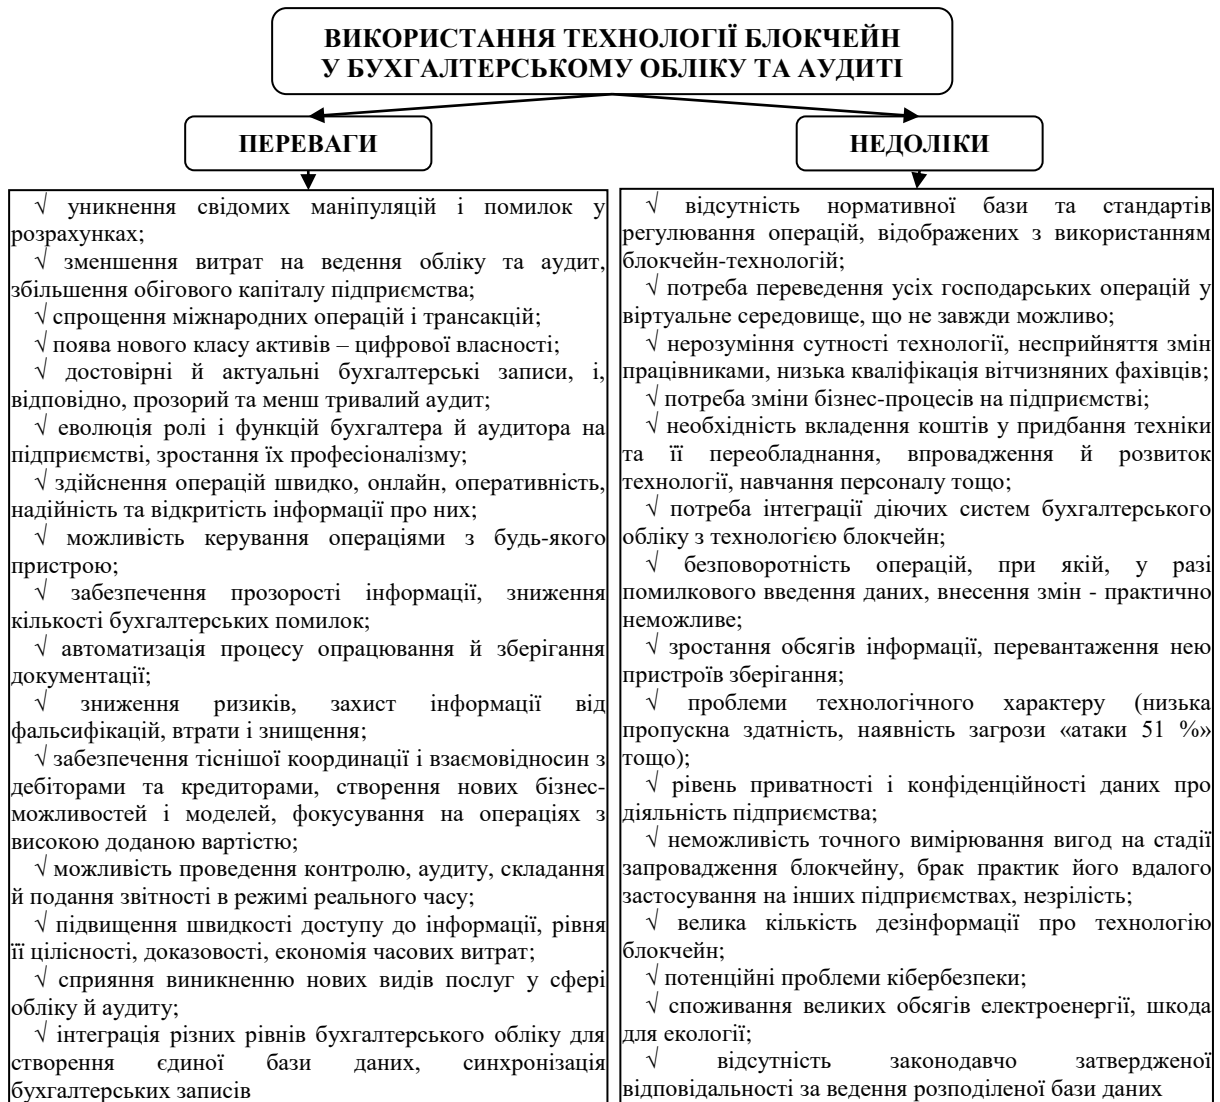 ВИКОРИСТАННЯ ТЕХНОЛОГІЇ БЛОКЧЕЙН
У БУХГАЛТЕРСЬКОМУ ОБЛІКУ ТА АУДИТІ
ПЕРЕВАГИ
√ уникнення свідомих маніпуляцій і помилок у
розрахунках;
√ зменшення витрат на ведення обліку та аудит,
збільшення обігового капіталу підприємства;
√ спрощення міжнародних операцій і трансакцій;
√ поява нового класу активів – цифрової власності;
√ достовірні й актуальні бухгалтерські записи, і,
відповідно, прозорий та менш тривалий аудит;
√ еволюція ролі і функцій бухгалтера й аудитора на
підприємстві, зростання їх професіоналізму;
√ здійснення операцій швидко, онлайн, оперативність,
надійність та відкритість інформації про них;
√ можливість керування операціями з будь-якого
пристрою;
√ забезпечення прозорості інформації, зниження
кількості бухгалтерських помилок;
√ автоматизація процесу опрацювання й зберігання
документації;
√ зниження ризиків, захист інформації від
фальсифікацій, втрати і знищення;
√ забезпечення тіснішої координації і взаємовідносин з
дебіторами та кредиторами, створення нових бізнес-
можливостей і моделей, фокусування на операціях з
високою доданою вартістю;
√ можливість проведення контролю, аудиту, складання
й подання звітності в режимі реального часу;
√ підвищення швидкості доступу до інформації, рівня
її цілісності, доказовості, економія часових витрат;
√ сприяння виникненню нових видів послуг у сфері
обліку й аудиту;
√ інтеграція різних рівнів бухгалтерського обліку для
створення єдиної бази даних, синхронізація
бухгалтерських записів
НЕДОЛІКИ
√ відсутність нормативної бази та стандартів
регулювання операцій, відображених з використанням
блокчейн-технологій;
√ потреба переведення усіх господарських операцій у
віртуальне середовище, що не завжди можливо;
√ нерозуміння сутності технології, несприйняття змін
працівниками, низька кваліфікація вітчизняних фахівців;
√ потреба зміни бізнес-процесів на підприємстві;
√ необхідність вкладення коштів у придбання техніки
та її переобладнання, впровадження й розвиток
технології, навчання персоналу тощо;
√ потреба інтеграції діючих систем бухгалтерського
обліку з технологією блокчейн;
√ безповоротність операцій, при якій, у разі
помилкового введення даних, внесення змін - практично
неможливе;
√ зростання обсягів інформації, перевантаження нею
пристроїв зберігання;
√ проблеми технологічного характеру (низька
пропускна здатність, наявність загрози «атаки 51 %»
тощо);
√ рівень приватності і конфіденційності даних про
діяльність підприємства;
√ неможливість точного вимірювання вигод на стадії
запровадження блокчейну, брак практик його вдалого
застосування на інших підприємствах, незрілість;
√ велика кількість дезінформації про технологію
блокчейн;
√ потенційні проблеми кібербезпеки;
√ споживання великих обсягів електроенергії, шкода
для екології;
√ відсутність законодавчо затвердженої
відповідальності за ведення розподіленої бази даних